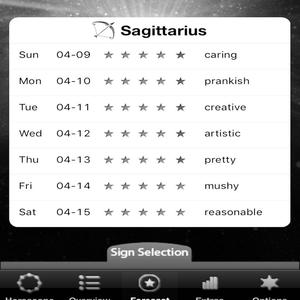 Sagittarius
Sun 04-09 caring
Mon 04-10 prankish
Tue 04-11 creative
Wed 04-12 artistic
Thu 04-13 pretty
Fri 04-14 mushy
Sat 04-15 reasonable
Sign Selection
Horoscope Overview Forecast Extras Options